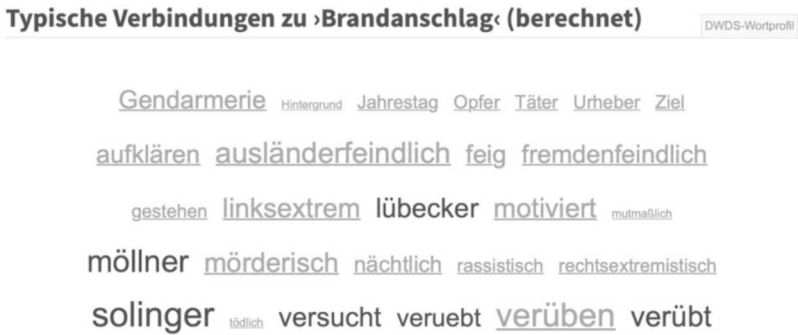 Typische Verbindungen zu ›Brandanschlag‹ (berechnet)
DWDS-Wortprofil
Gendarmerie Hintergrund Jahrestag Opfer Täter Urheber Ziel
aufklären ausländerfeindlich feig fremdenfeindlich
gestehen linksextrem lübecker motiviert mutmaßlich
möllner mörderisch nächtlich rassistisch rechtsextremistisch
solinger tödlich versucht veruebt verüben verübt